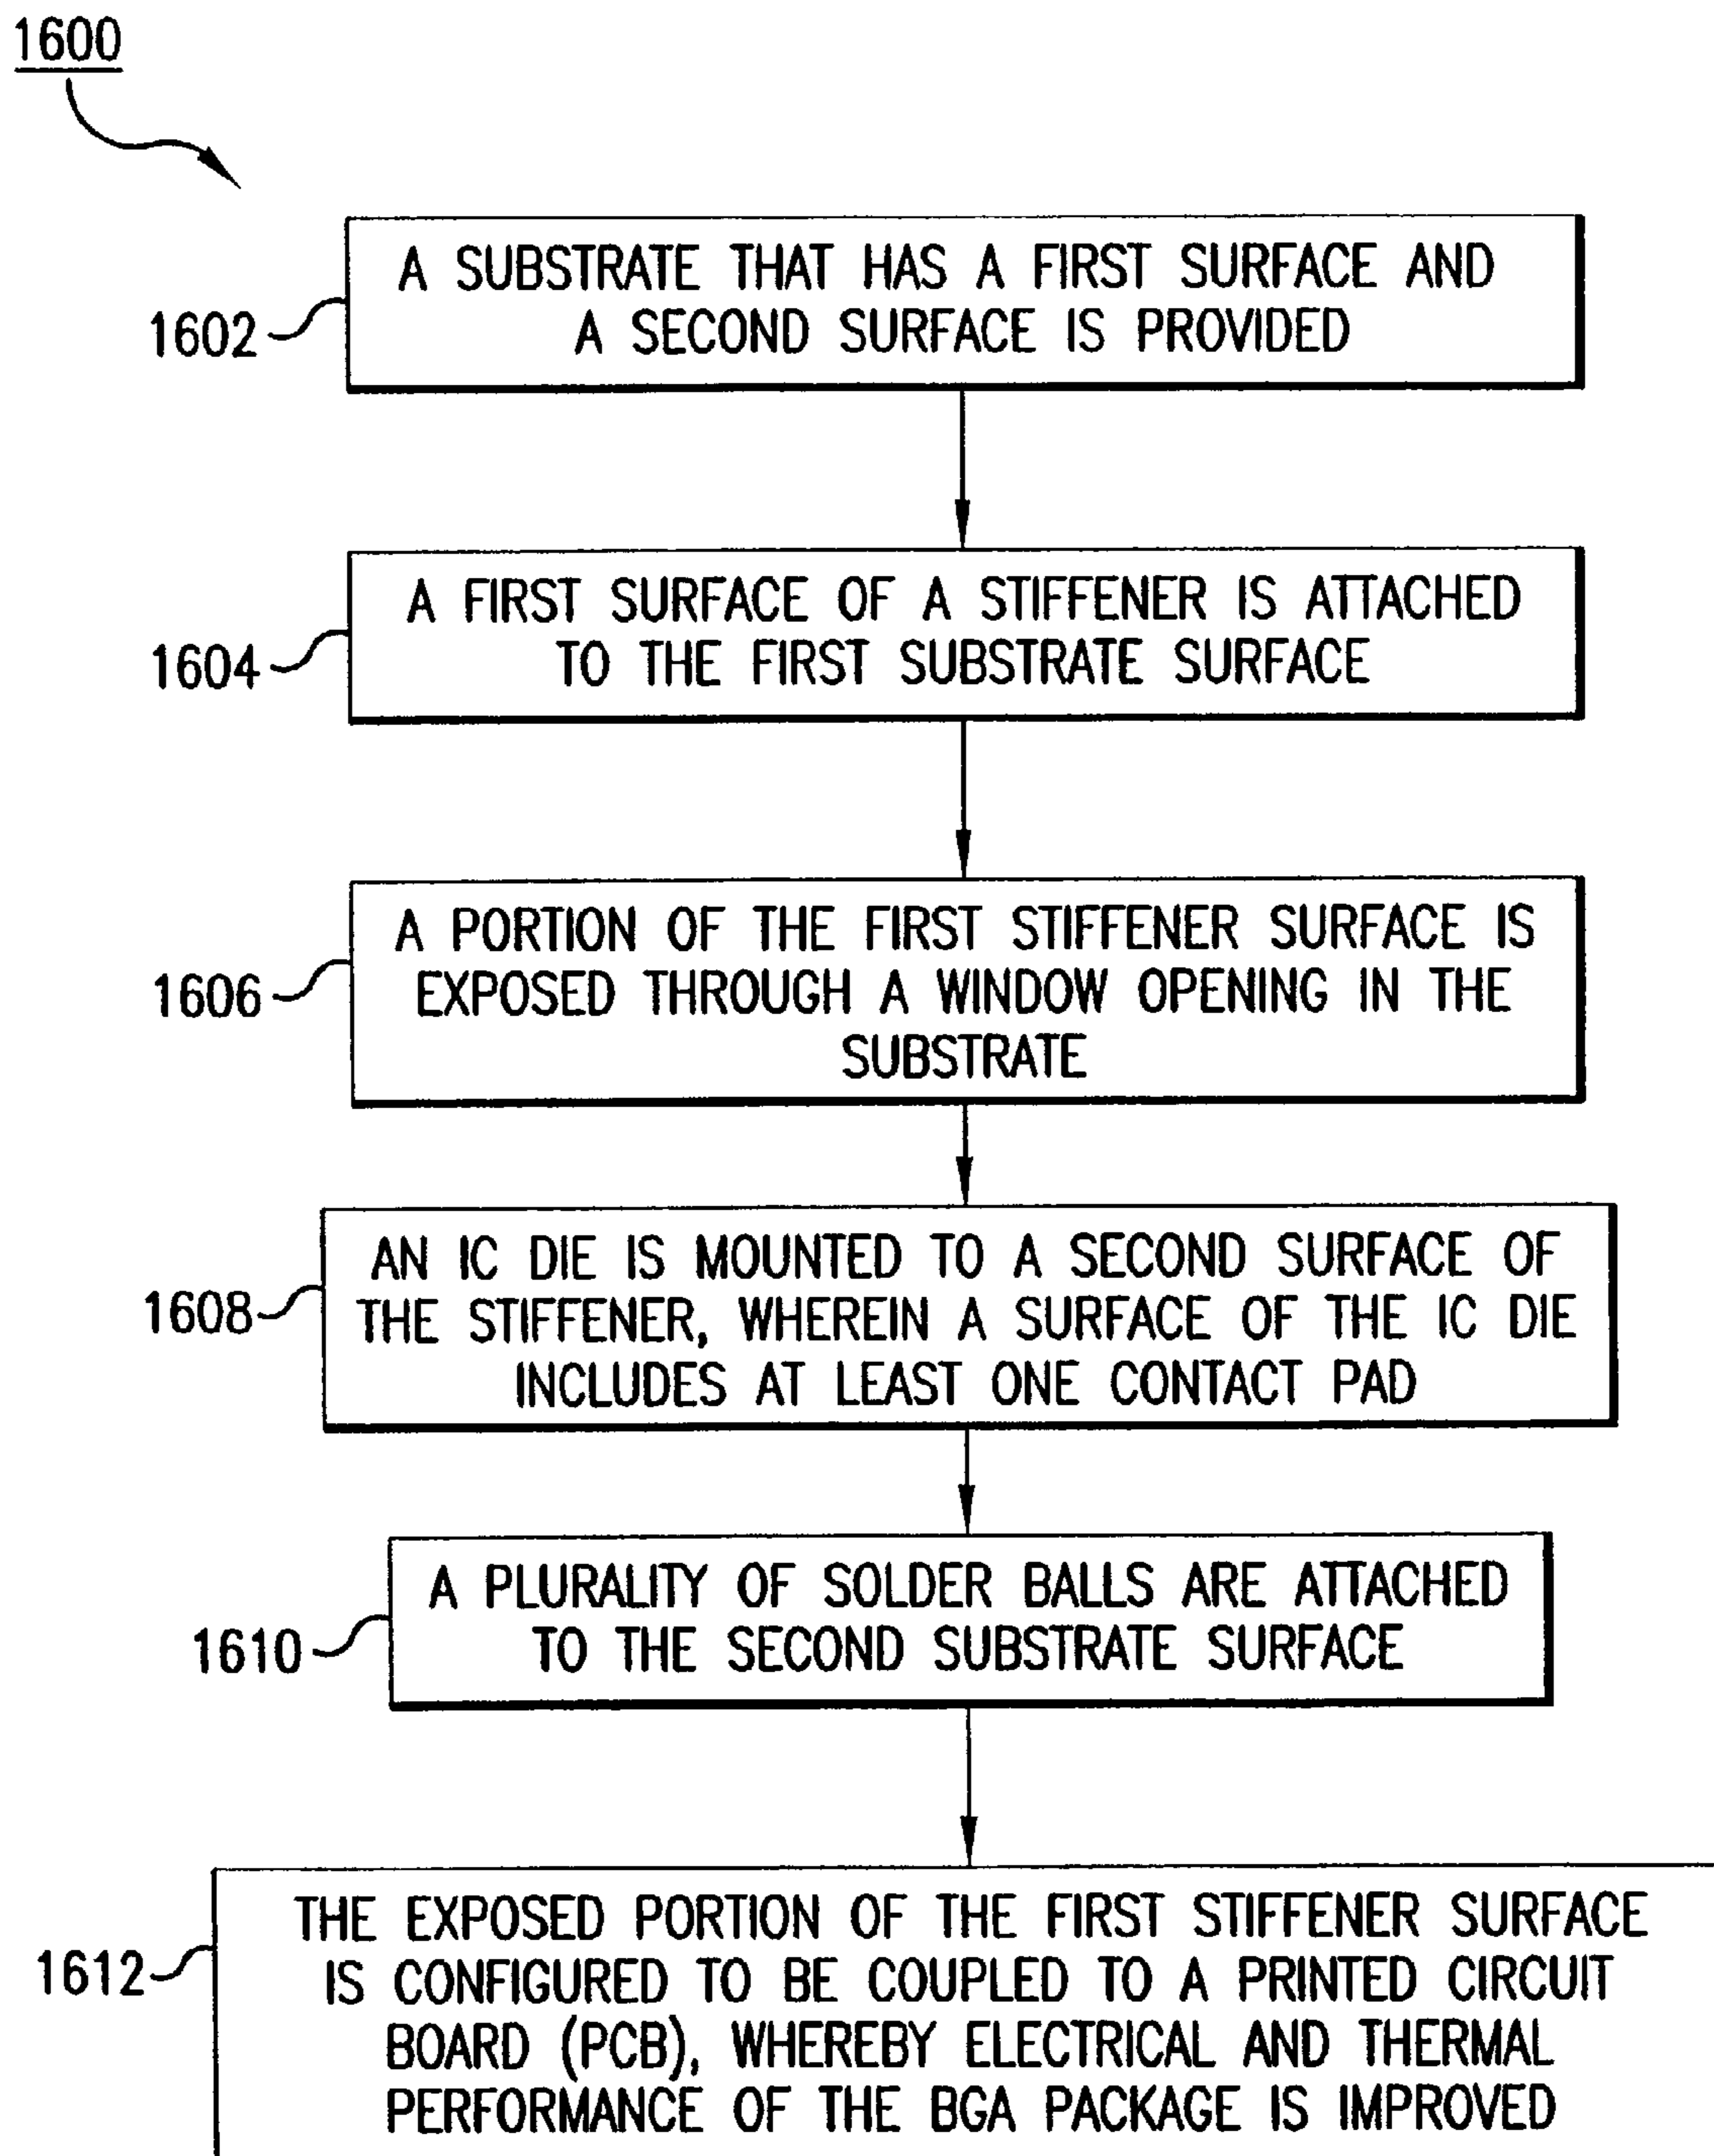 1600
A SUBSTRATE THAT HAS A FIRST SURFACE AND
A SECOND SURFACE IS PROVIDED
1602
A FIRST SURFACE OF A STIFFENER IS ATTACHED
TO THE FIRST SUBSTRATE SURFACE
1604
A PORTION OF THE FIRST STIFFENER SURFACE IS
EXPOSED THROUGH A WINDOW OPENING IN THE
SUBSTRATE
1606
AN IC DIE IS MOUNTED TO A SECOND SURFACE OF
THE STIFFENER, WHEREIN A SURFACE OF THE IC DIE
INCLUDES AT LEAST ONE CONTACT PAD
1608
A PLURALITY OF SOLDER BALLS ARE ATTACHED
TO THE SECOND SUBSTRATE SURFACE
1610
THE EXPOSED PORTION OF THE FIRST STIFFENER SURFACE
IS CONFIGURED TO BE COUPLED TO A PRINTED CIRCUIT
BOARD (PCB), WHEREBY ELECTRICAL AND THERMAL
PERFORMANCE OF THE BGA PACKAGE IS IMPROVED
1612